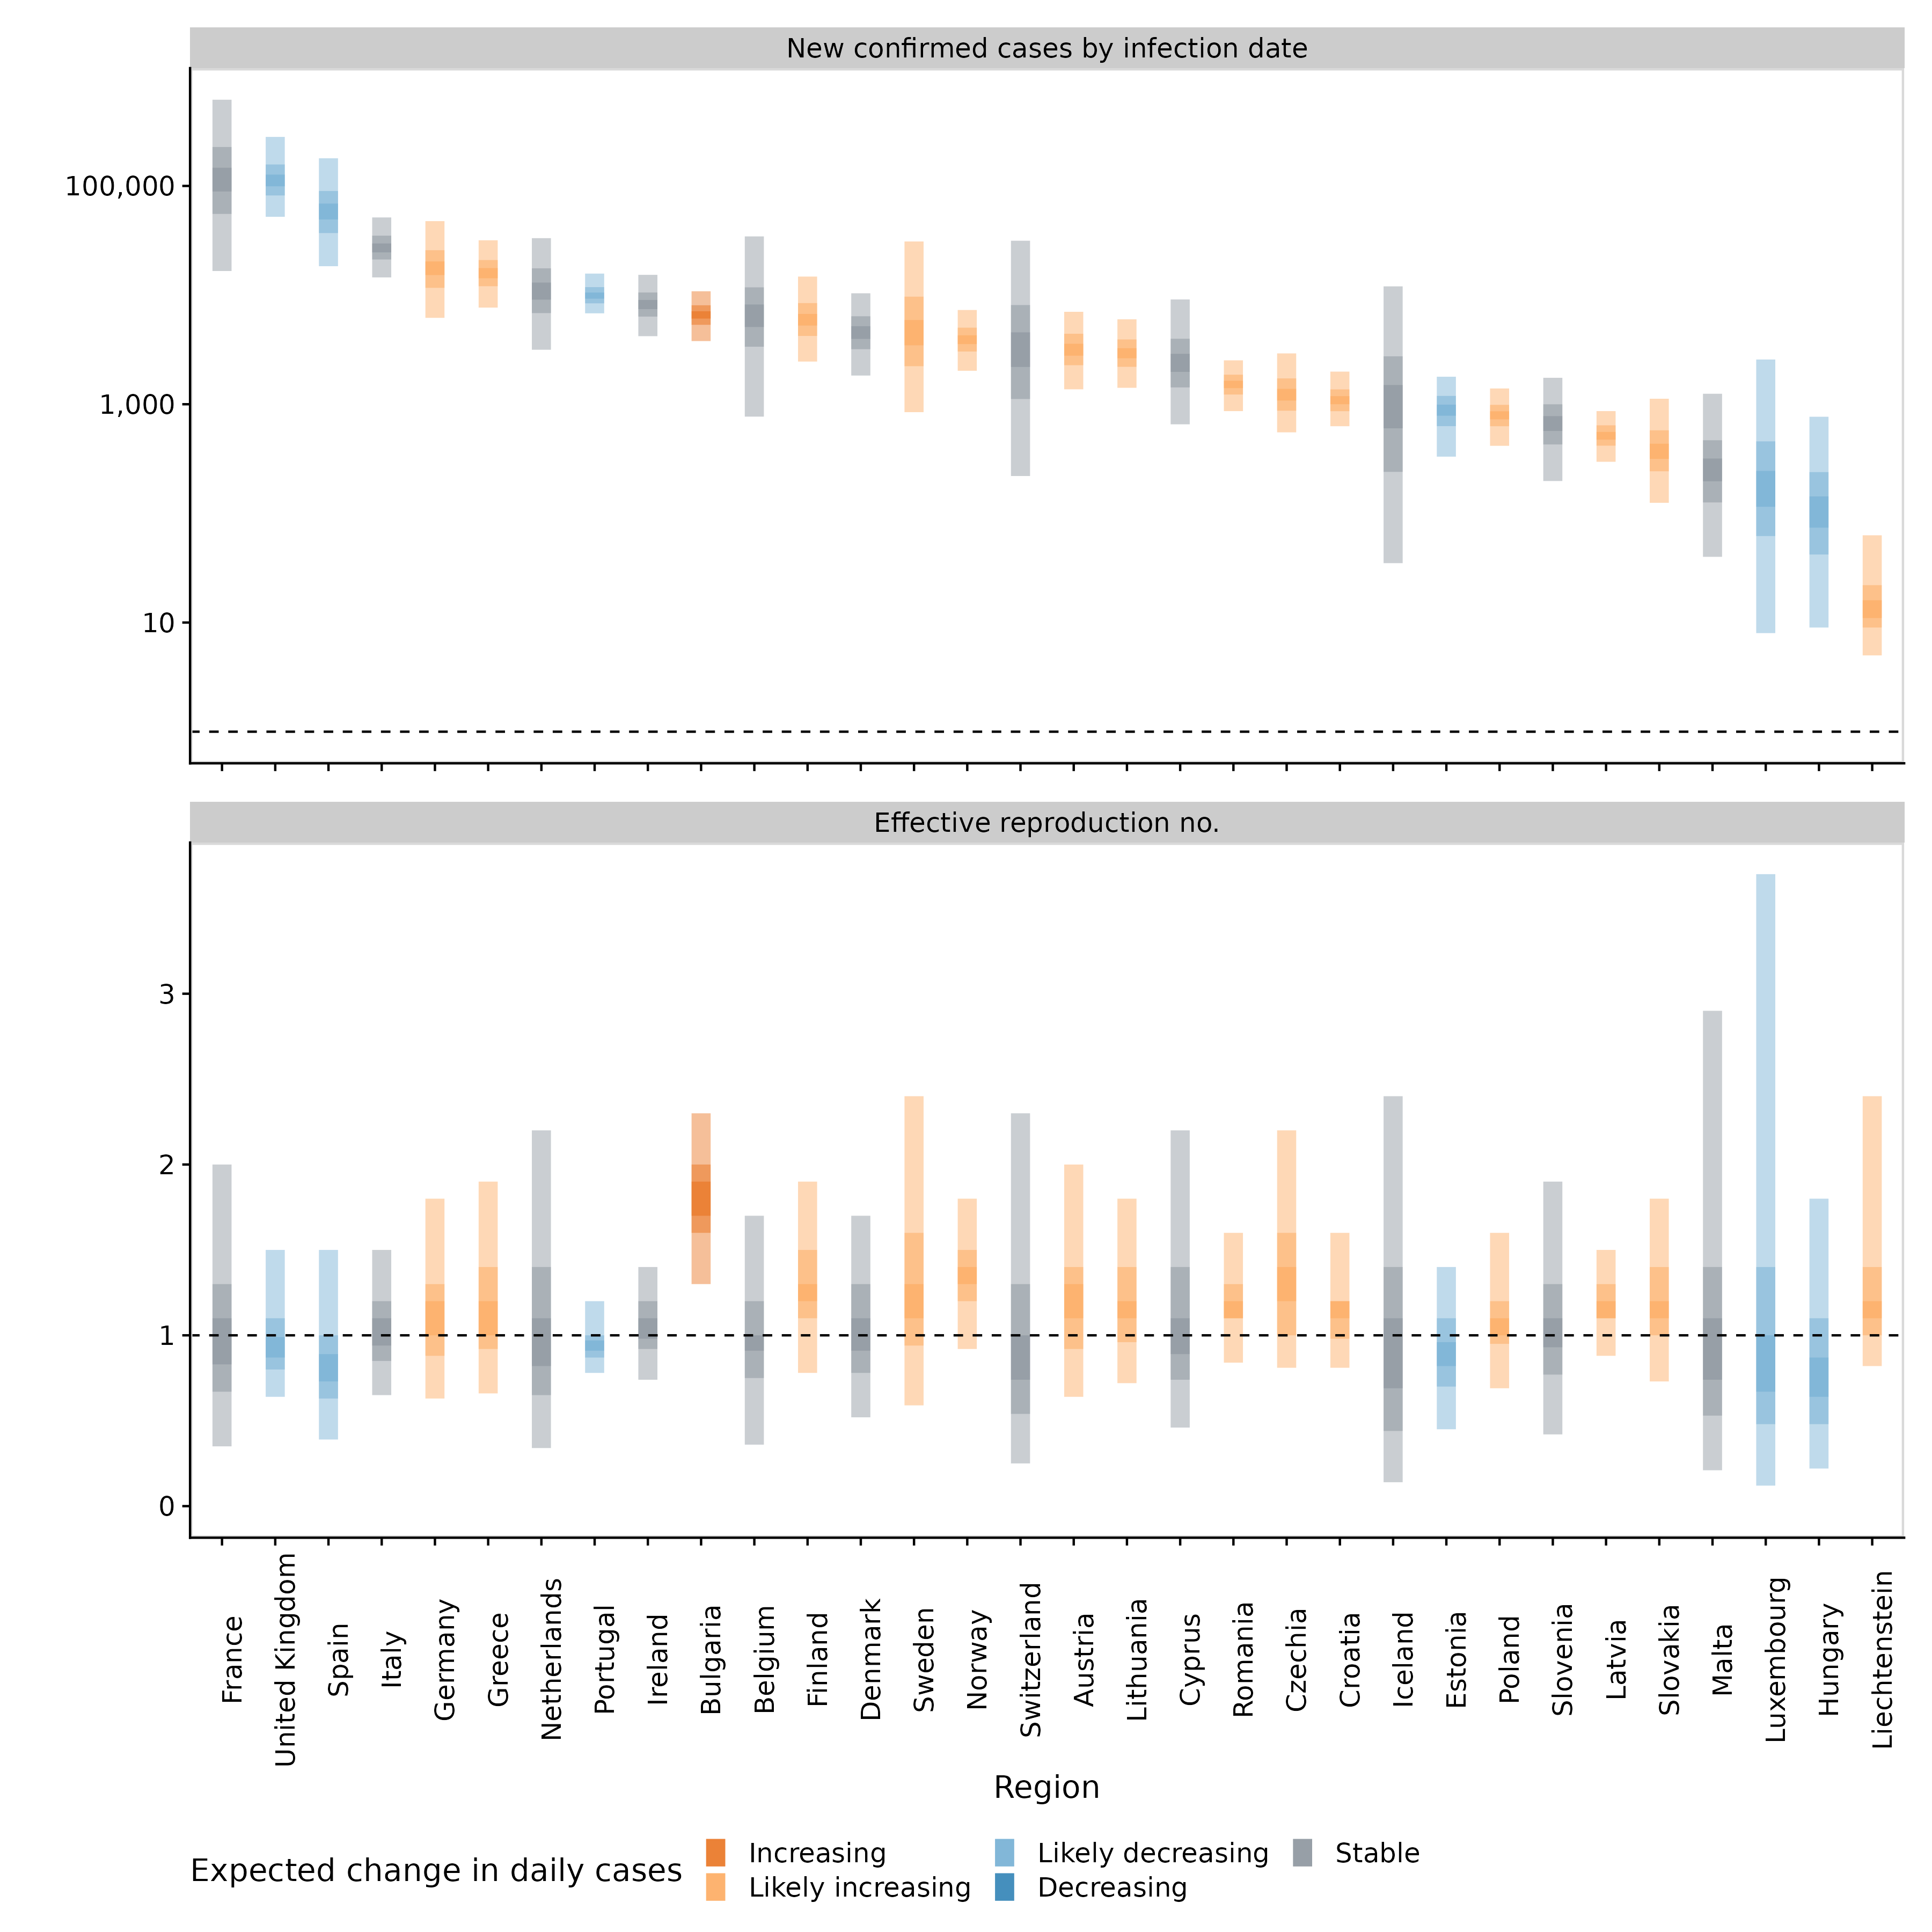 New confirmed cases by infection date
100,000
1,000
10
Effective reproduction no.
3
2
1
0
France
United Kingdom
Spain
Italy
Germany
Greece
Netherlands
Portugal
Ireland
Bulgaria
Belgium
Finland
Denmark
Sweden
Norway
Switzerland
Austria
Lithuania
Cyprus
Romania
Czechia
Croatia
Iceland
Estonia
Poland
Slovenia
Latvia
Slovakia
Malta
Luxembourg
Hungary
Liechtenstein
Region
Expected change in daily cases
Increasing
Likely increasing
Likely decreasing
Decreasing
Stable